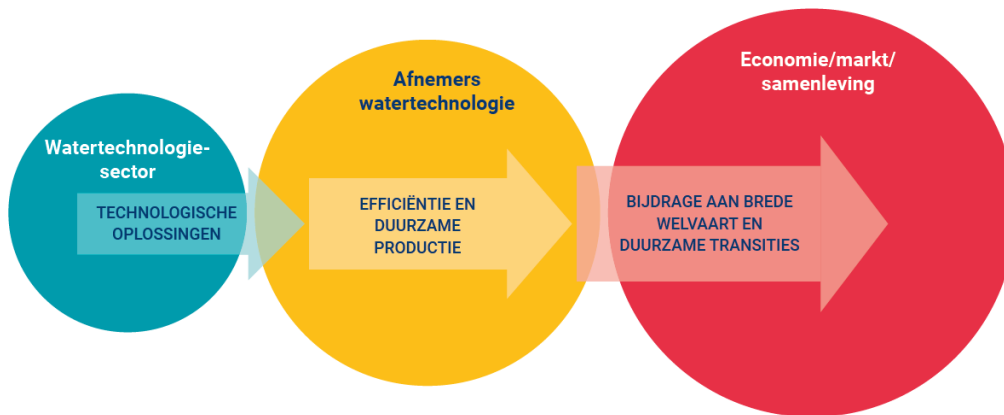 Watertechnologie-
sector
TECHNOLOGISCHE
OPLOSSINGEN
Afnemers
watertechnologie
EFFICIËNTIE EN
DUURZAME
PRODUCTIE
Economie/markt/
samenleving
BIJDRAGE AAN BREDE
WELVAART EN
DUURZAME TRANSITIES